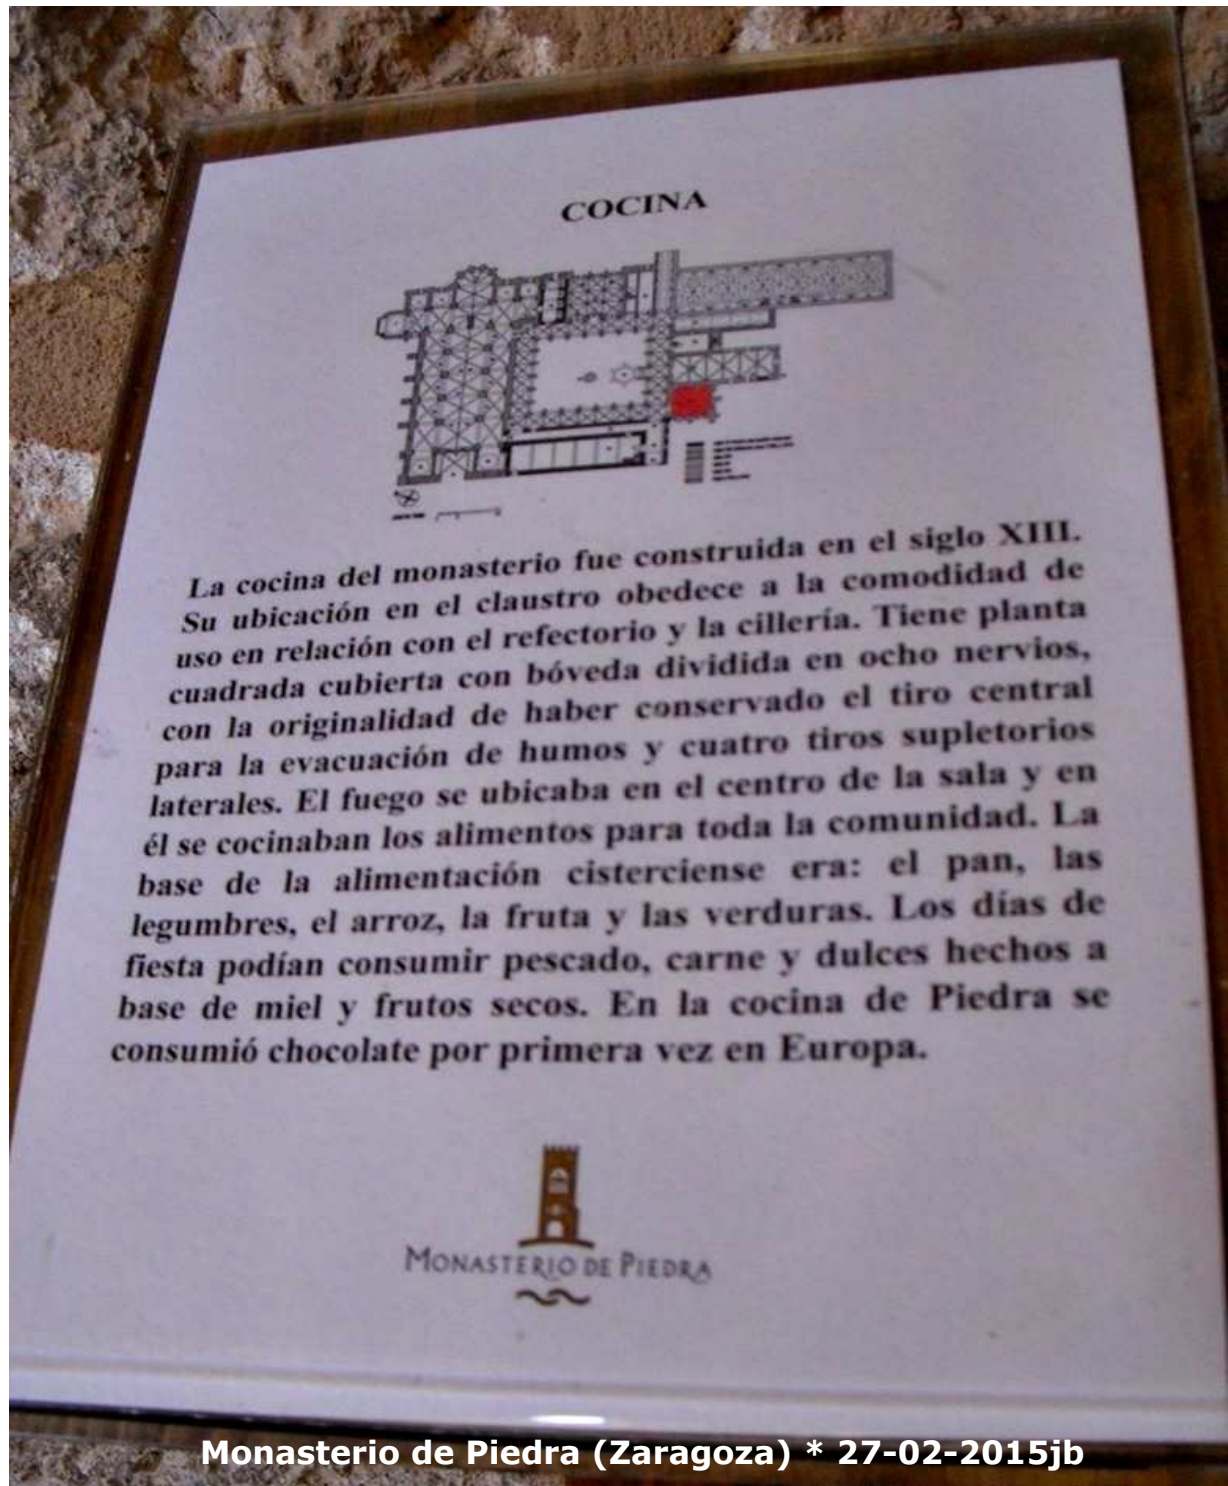 COCINA
La cocina del monasterio fue construida en el siglo XIII.
Su ubicación en el claustro obedece a la comodidad de
uso en relación con el refectorio y la cillería. Tiene planta
cuadrada cubierta con bóveda dividida en ocho nervios,
con la originalidad de haber conservado el tiro central
para la evacuación de humos y cuatro tiros supletorios
laterales. El fuego se ubicaba en el centro de la sala y en
él se cocinaban los alimentos para toda la comunidad. La
base de la alimentación cisterciense era: el pan, las
legumbres, el arroz, la fruta y las verduras. Los días de
fiesta podían consumir pescado, carne y dulces hechos a
base de miel y frutos secos. En la cocina de Piedra se
consumió chocolate por primera vez en Europa.
MONASTERIO DE PIEDRA
Monasterio de Piedra (Zaragoza) * 27-02-2015jb